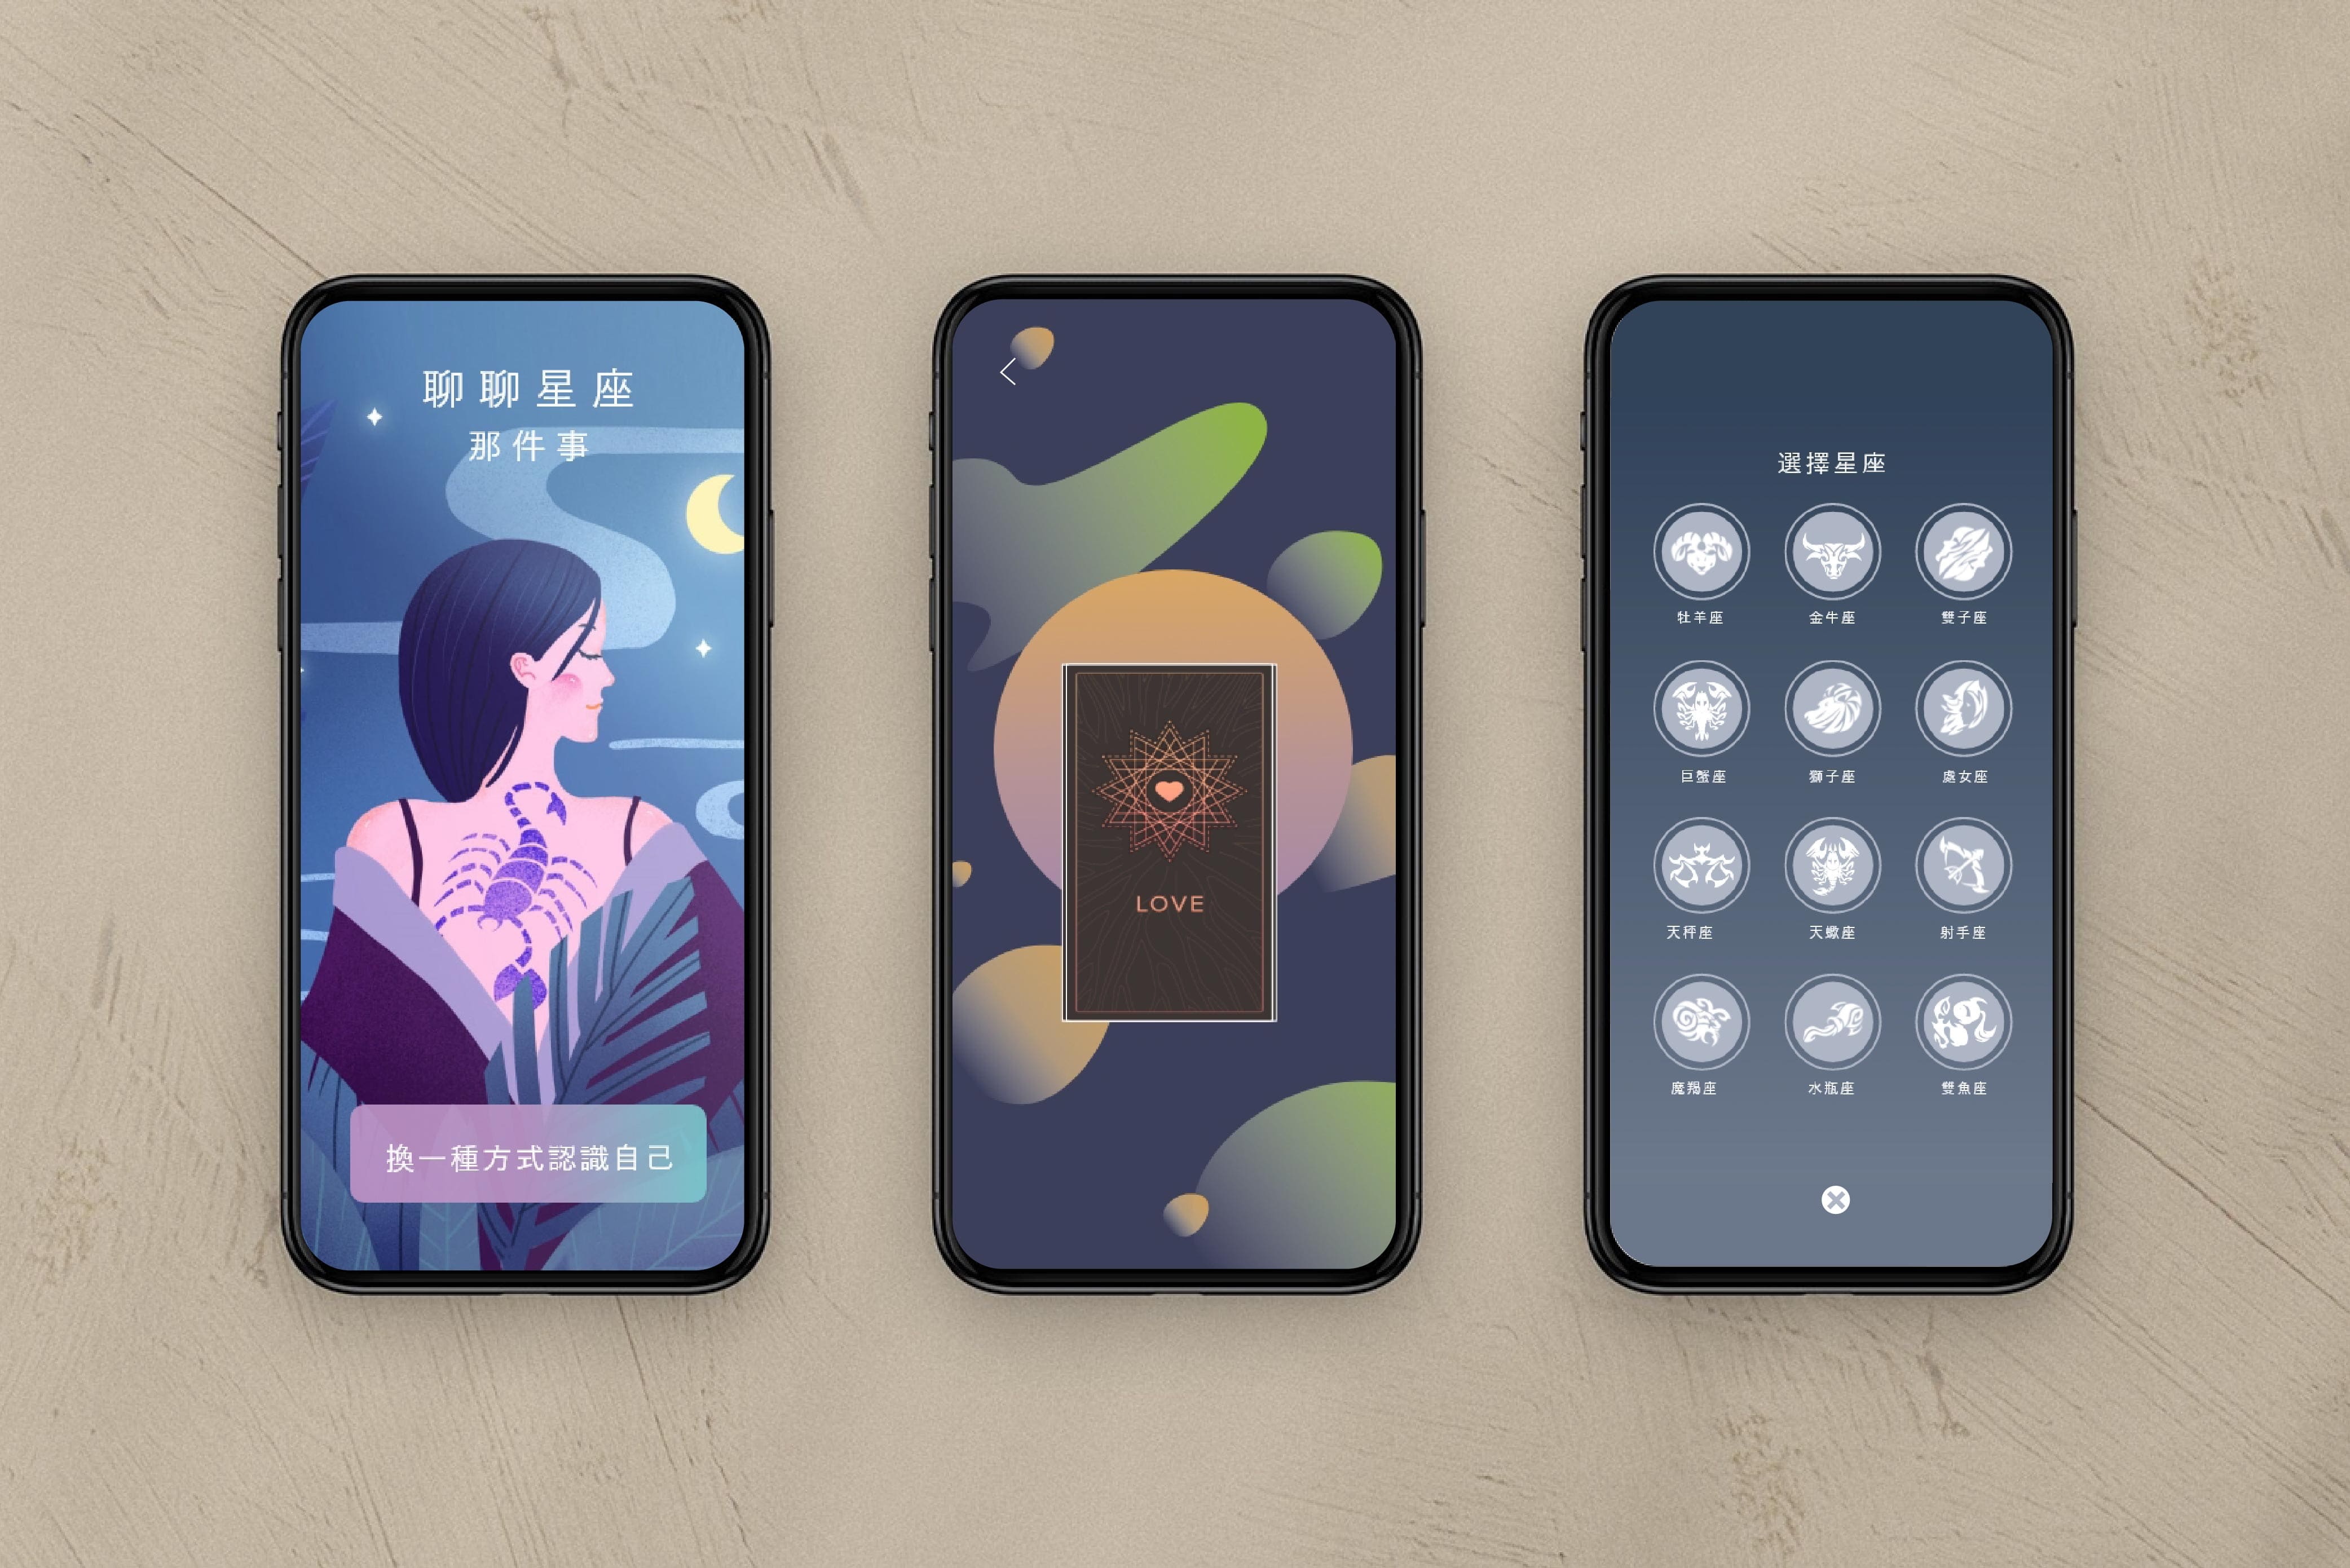 聊聊星座
那件事
換一種方式認識自己
LOVE
選擇星座
牡羊座
金牛座
雙子座
巨蟹座
獅子座
處女座
天秤座
天蠍座
射手座
魔羯座
水瓶座
雙魚座